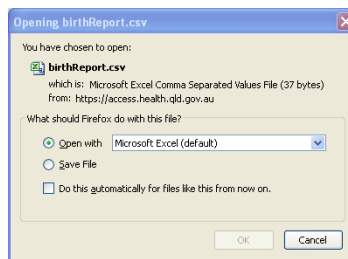 Opening birthReport.csv
You have chosen to open:
birthReport.csv
which is: Microsoft Excel Comma Separated Values File (37 bytes)
from: https://access.health.qld.gov.au
What should Firefox do with this file?
Open with Microsoft Excel (default)
Save File
Do this automatically for files like this from now on.
OK Cancel